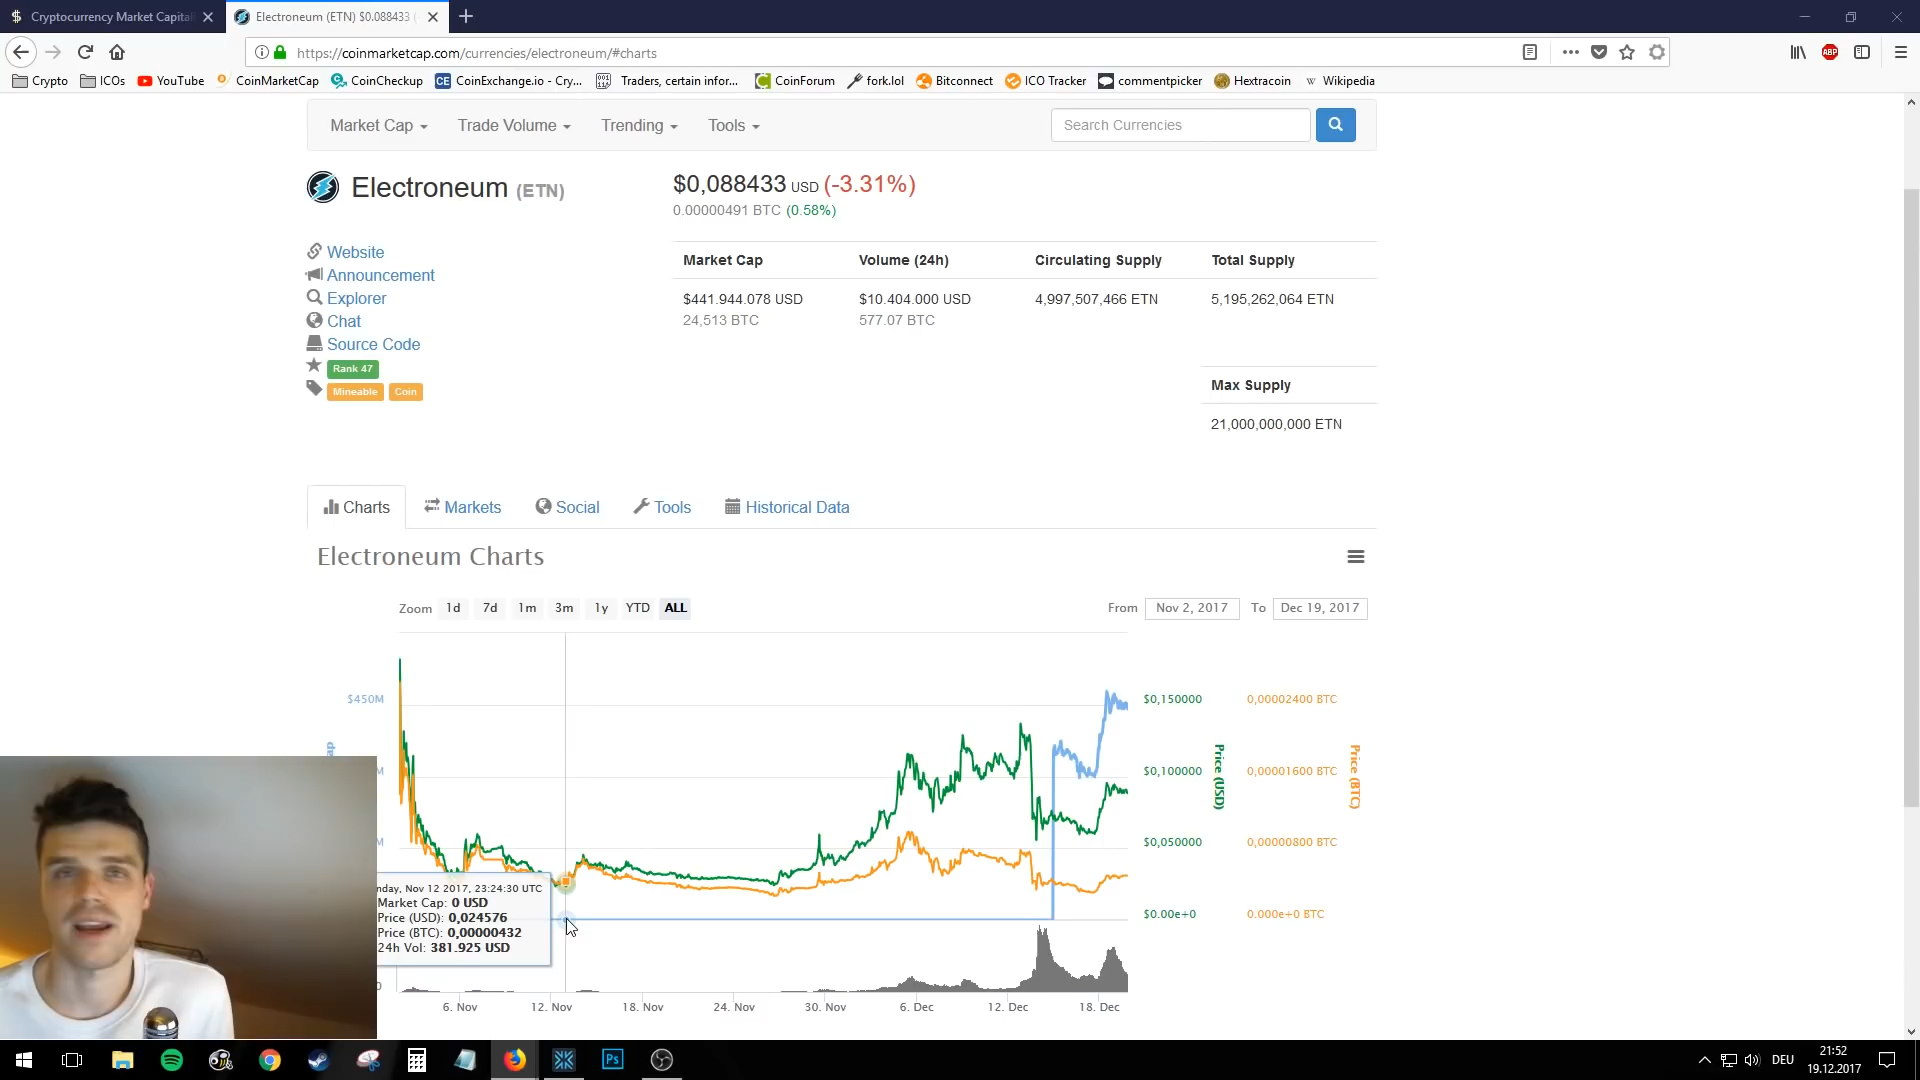 Cryptocurrency Market Capital
Electroneum (ETN) $0.088433
https://coinmarketcap.com/currencies/electroneum/#charts
Crypto ICOs YouTube CoinMarketCap CoinCheckup CoinExchange.io - Cry... Traders, certain infor... CoinForum fork.lol Bitconnect ICO Tracker commentpicker Hextracoin Wikipedia
Market Cap Trade Volume Trending Tools Search Currencies
Electroneum (ETN)
$0,088433 USD (-3.31%)
0.00000491 BTC (0.58%)
Website
Announcement
Explorer
Chat
Source Code
Rank 47
Mineable Coin
Market Cap Volume (24h) Circulating Supply Total Supply
$441.944.078 USD $10.404.000 USD 4,997,507,466 ETN 5,195,262,064 ETN
24,513 BTC 577.07 BTC
Max Supply
21,000,000,000 ETN
Charts Markets Social Tools Historical Data
Electroneum Charts
Zoom 1d 7d 1m 3m 1y YTD ALL From Nov 2, 2017 To Dec 19, 2017
$450M $0,150000 0,00002400 BTC
$0,100000 0,00001600 BTC
Price (USD) Price (BTC)
$0,050000 0,00000800 BTC
$0.00e+0 0.000e+0 BTC
nday, Nov 12 2017, 23:24:30 UTC
Market Cap: 0 USD
Price (USD): 0,024576
Price (BTC): 0,00000432
24h Vol: 381.925 USD
0
6. Nov 12. Nov 18. Nov 24. Nov 30. Nov 6. Dec 12. Dec 18. Dec
DEU 21:52
19.12.2017
ABP
CE
Ps